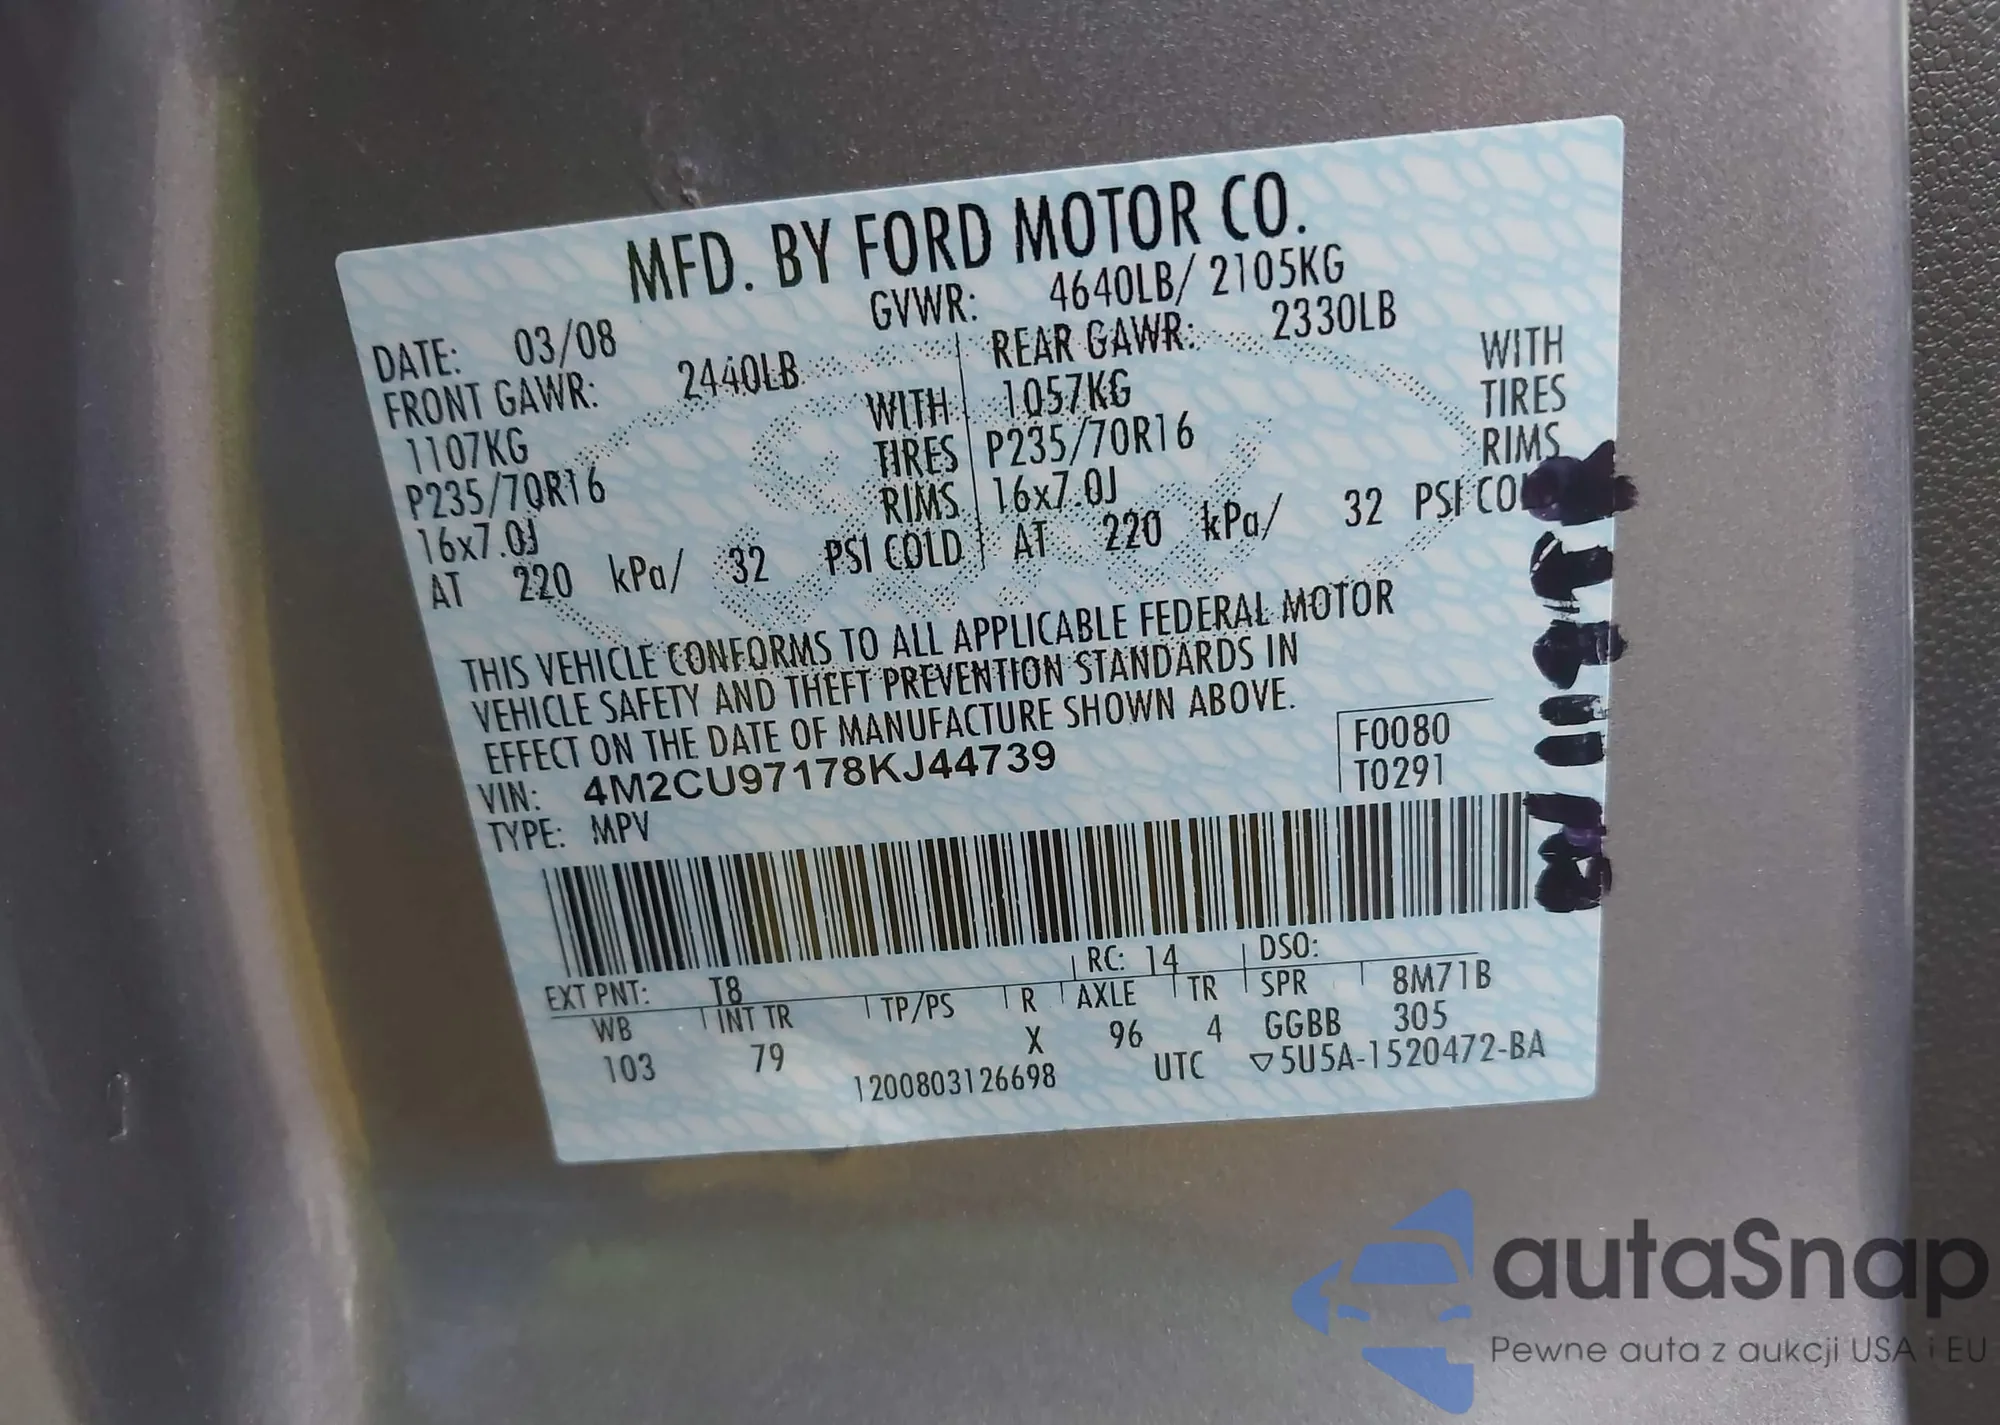 MFD. BY FORD MOTOR CO.
DATE: 03/08 GVWR: 4640LB/ 2105KG
FRONT GAWR: 2440LB REAR GAWR: 2330LB
1107KG WITH 1057KG WITH
P235/70R16 TIRES P235/70R16 TIRES
16x7.0J RIMS 16x7.0J RIMS
AT 220 kPa/ 32 PSI COLD AT 220 kPa/ 32 PSI
THIS VEHICLE CONFORMS TO ALL APPLICABLE FEDERAL MOTOR
VEHICLE SAFETY AND THEFT PREVENTION STANDARDS IN
EFFECT ON THE DATE OF MANUFACTURE SHOWN ABOVE.
VIN: 4M2CU97178KJ44739 F0080
TYPE: MPV T0291
EXT PNT: T8 RC: 14 DSO:
WB INT TR TP/PS R AXLE TR SPR 8M71B
103 79 X 96 4 GGBB 305
1200803126698 UTC ▽5U5A-1520472-BA
autaSnap
Pewne auta z aukcji USA i EU